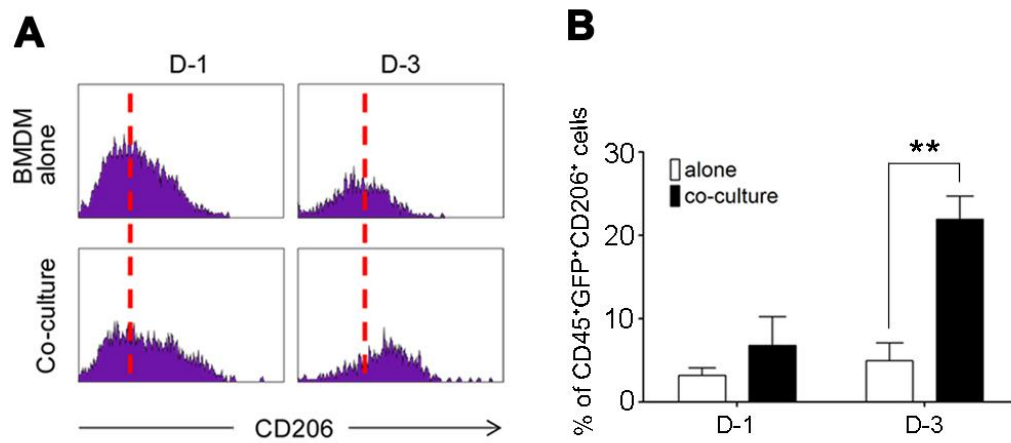 A
D-1 D-3
BMDM
alone
Co-culture
CD206
B
% of CD45⁺GFP⁺CD206⁺ cells
30
20
10
0
alone
co-culture
**
D-1 D-3